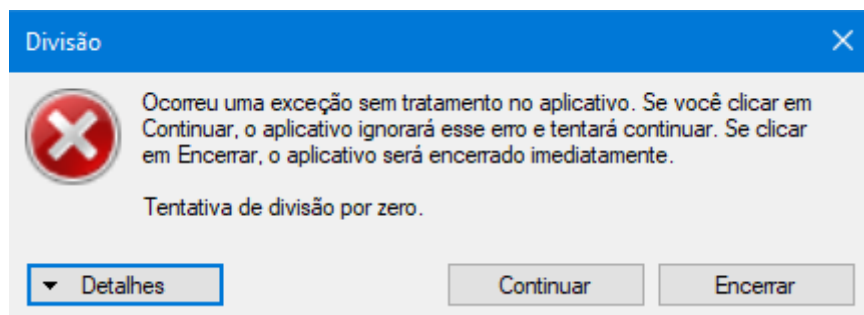 Divisão
Ocorreu uma exceção sem tratamento no aplicativo. Se você clicar em
Continuar, o aplicativo ignorará esse erro e tentará continuar. Se clicar
em Encerrar, o aplicativo será encerrado imediatamente.
Tentativa de divisão por zero.
Detalhes
Continuar
Encerrar